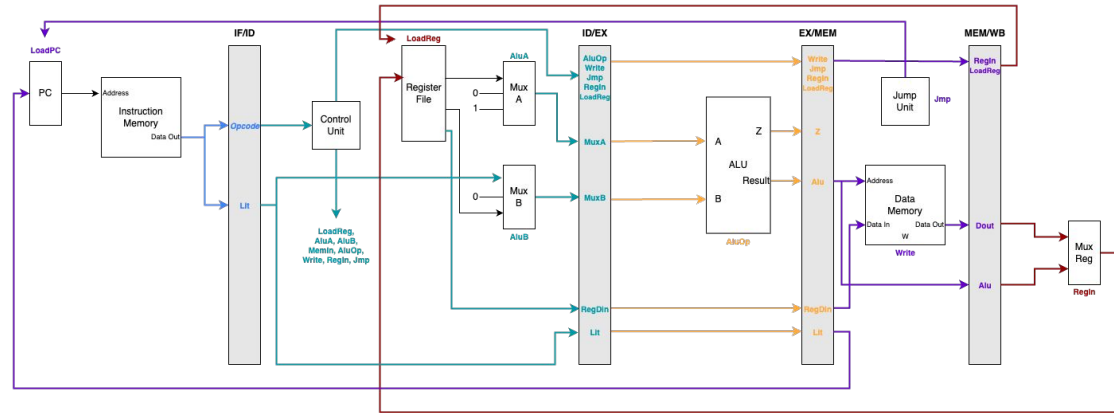 IF/ID
ID/EX
EX/MEM
MEM/WB
LoadPC
PC
Address
Instruction
Memory
Data Out
Opcode
Lit
Control
Unit
LoadReg,
AluA, AluB,
MemIn, AluOp,
Write, RegIn, Jmp
LoadReg
Register
File
AluA
Mux
A
0
1
Mux
B
0
AluB
AluOp
Write
Jmp
RegIn
LoadReg
MuxA
MuxB
RegDin
Lit
A
B
Z
ALU
Result
AluOp
Write
Jmp
RegIn
LoadReg
Z
Alu
RegDin
Lit
Jump
Unit
Jmp
Address
Data
Memory
Data In
Data Out
W
Write
RegIn
LoadReg
Dout
Alu
Mux
Reg
RegIn